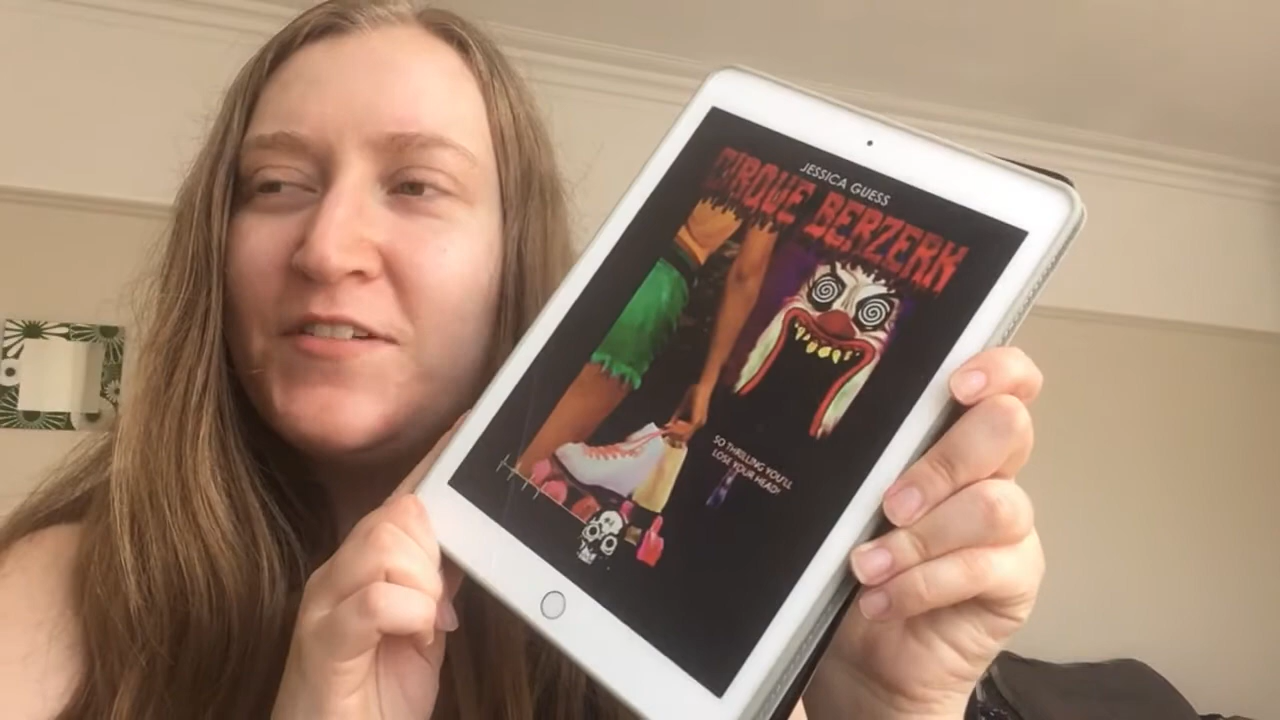 JESSICA GUESS
CIRQUE BERZERK
SO THRILLING YOU'LL
LOSE YOUR HEAD!